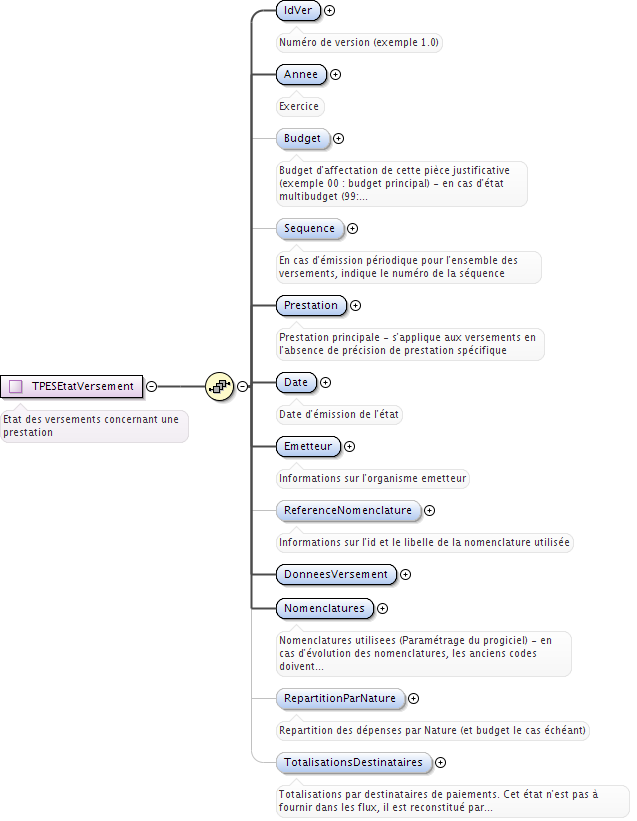 IdVer
Numéro de version (exemple 1.0)
Annee
Exercice
Budget
Budget d'affectation de cette pièce justificative
(exemple 00 : budget principal) – en cas d'état
multibudget (99:...
Sequence
En cas d'émission périodique pour l'ensemble des
versements, indique le numéro de la séquence
Prestation
Prestation principale – s'applique aux versements en
l'absence de précision de prestation spécifique
TPESEtatVersement
Etat des versements concernant une
prestation
Date
Date d'émission de l'état
Emetteur
Informations sur l'organisme emetteur
ReferenceNomenclature
Informations sur l'id et le libelle de la nomenclature utilisée
DonneesVersement
Nomenclatures
Nomenclatures utilisees (Paramétrage du progiciel) – en
cas d'évolution des nomenclatures, les anciens codes
doivent...
RepartitionParNature
Repartition des dépenses par Nature (et budget le cas échéant)
TotalisationsDestinataires
Totalisations par destinataires de paiements. Cet état n'est pas à
fournir dans les flux, il est reconstitué par...